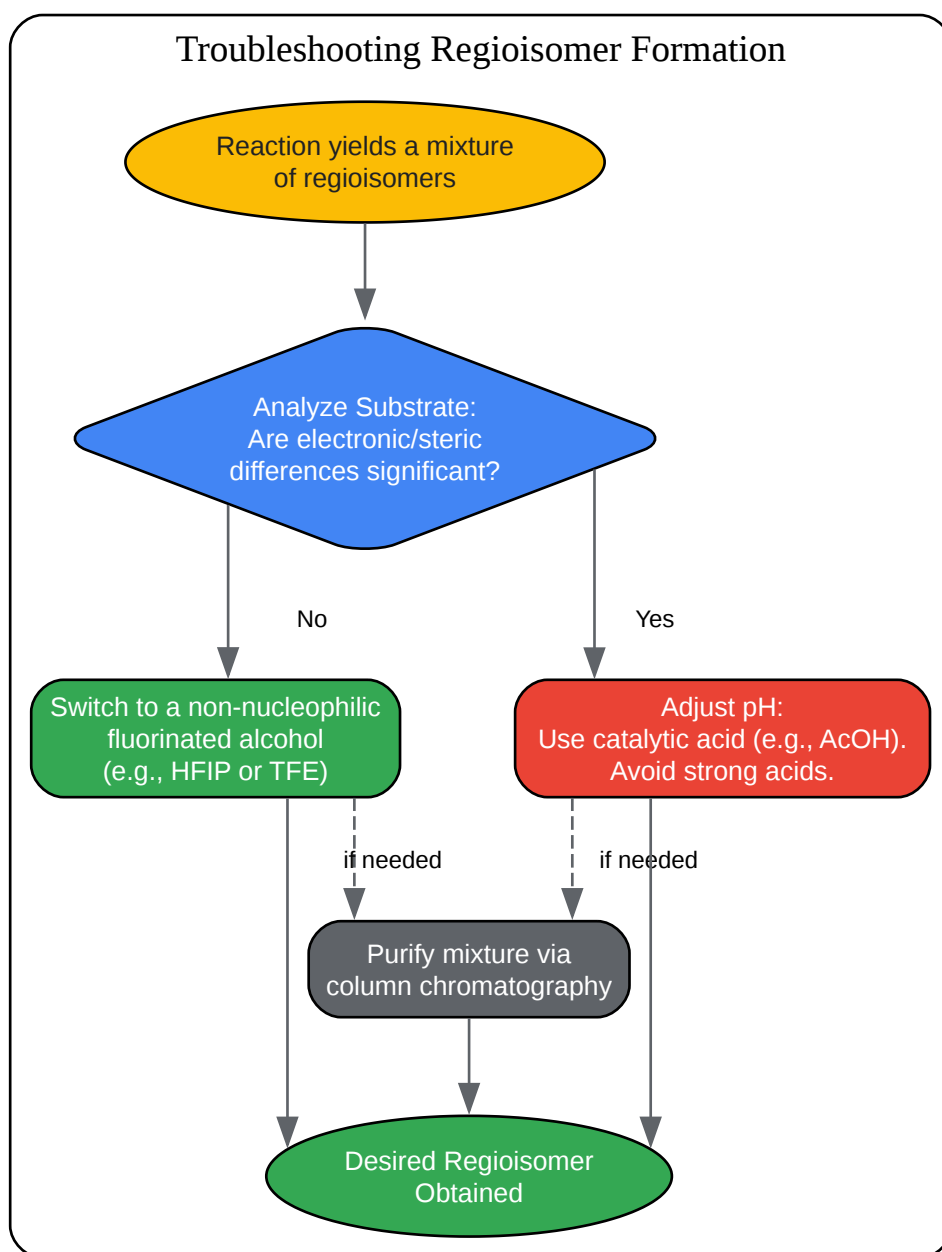 Troubleshooting Regioisomer Formation
Reaction yields a mixture
of regioisomers
Analyze Substrate:
Are electronic/steric
differences significant?
No
Yes
Switch to a non-nucleophilic
fluorinated alcohol
(e.g., HFIP or TFE)
Adjust pH:
Use catalytic acid (e.g., AcOH).
Avoid strong acids.
if needed
if needed
Purify mixture via
column chromatography
Desired Regioisomer
Obtained